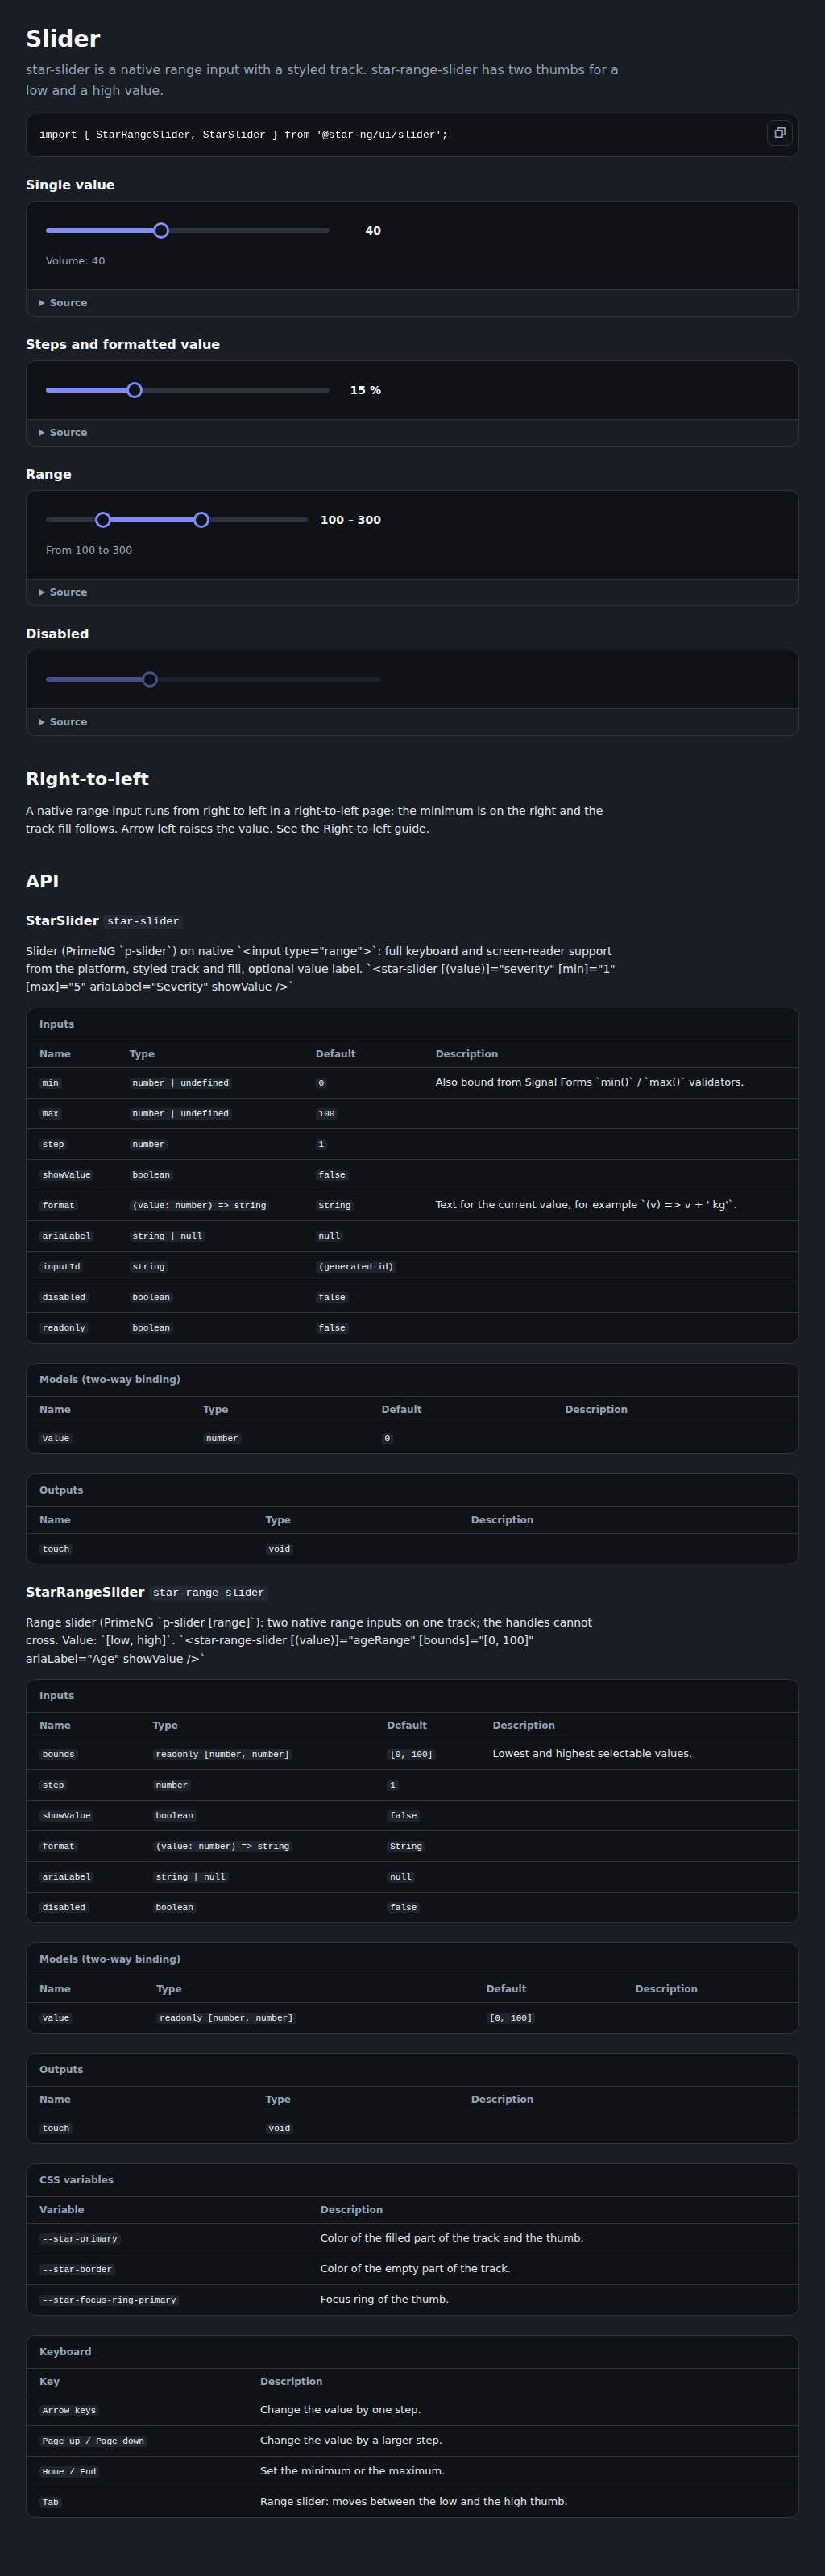 Slider
star-slider is a native range input with a styled track. star-range-slider has two thumbs for a
low and a high value.
import { StarRangeSlider, StarSlider } from '@star-ng/ui/slider';
Single value
40
Volume: 40
Source
Steps and formatted value
15 %
Source
Range
100 – 300
From 100 to 300
Source
Disabled
Source
Right-to-left
A native range input runs from right to left in a right-to-left page: the minimum is on the right and the
track fill follows. Arrow left raises the value. See the Right-to-left guide.
API
StarSlider star-slider
Slider (PrimeNG `p-slider`) on native `<input type="range">`: full keyboard and screen-reader support
from the platform, styled track and fill, optional value label. `<star-slider [(value)]="severity" [min]="1"
[max]="5" ariaLabel="Severity" showValue />`
Inputs
Name Type Default Description
min number | undefined 0 Also bound from Signal Forms `min()` / `max()` validators.
max number | undefined 100
step number 1
showValue boolean false
format (value: number) => string String Text for the current value, for example `(v) => v + ' kg'`.
ariaLabel string | null null
inputId string (generated id)
disabled boolean false
readonly boolean false
Models (two-way binding)
Name Type Default Description
value number 0
Outputs
Name Type Description
touch void
StarRangeSlider star-range-slider
Range slider (PrimeNG `p-slider [range]`): two native range inputs on one track; the handles cannot
cross. Value: `[low, high]`. `<star-range-slider [(value)]="ageRange" [bounds]="[0, 100]"
ariaLabel="Age" showValue />`
Inputs
Name Type Default Description
bounds readonly [number, number] [0, 100] Lowest and highest selectable values.
step number 1
showValue boolean false
format (value: number) => string String
ariaLabel string | null null
disabled boolean false
Models (two-way binding)
Name Type Default Description
value readonly [number, number] [0, 100]
Outputs
Name Type Description
touch void
CSS variables
Variable Description
--star-primary Color of the filled part of the track and the thumb.
--star-border Color of the empty part of the track.
--star-focus-ring-primary Focus ring of the thumb.
Keyboard
Key Description
Arrow keys Change the value by one step.
Page up / Page down Change the value by a larger step.
Home / End Set the minimum or the maximum.
Tab Range slider: moves between the low and the high thumb.